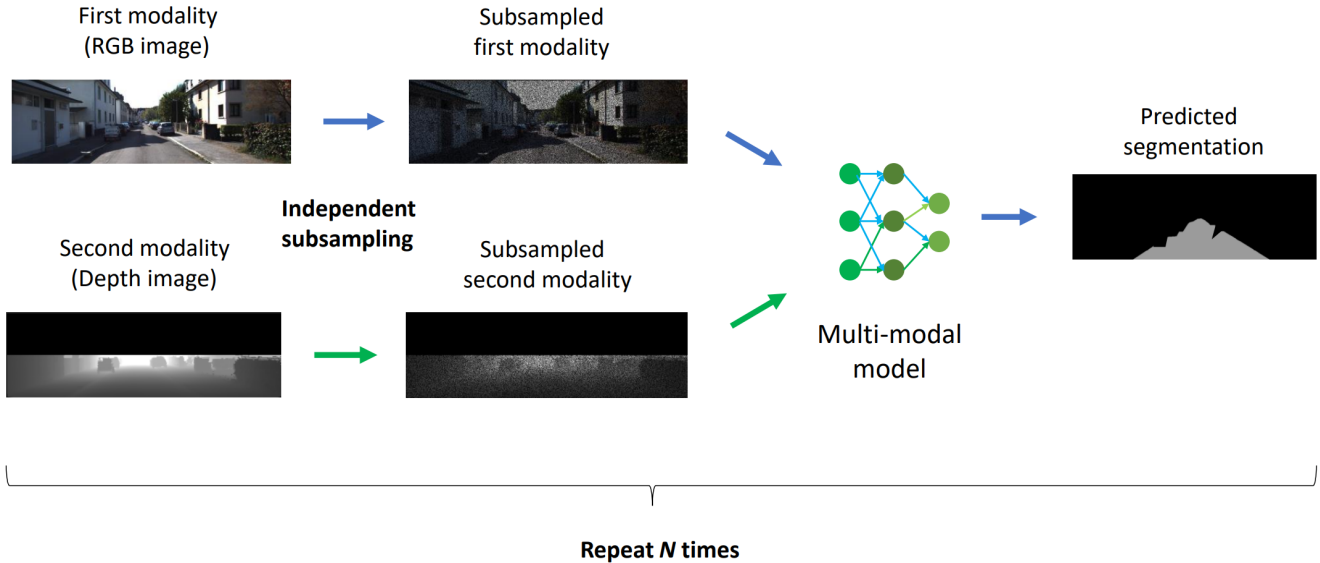 First modality
(RGB image)
Subsampled
first modality
Predicted
segmentation
Independent
subsampling
Second modality
(Depth image)
Subsampled
second modality
Multi-modal
model
Repeat N times